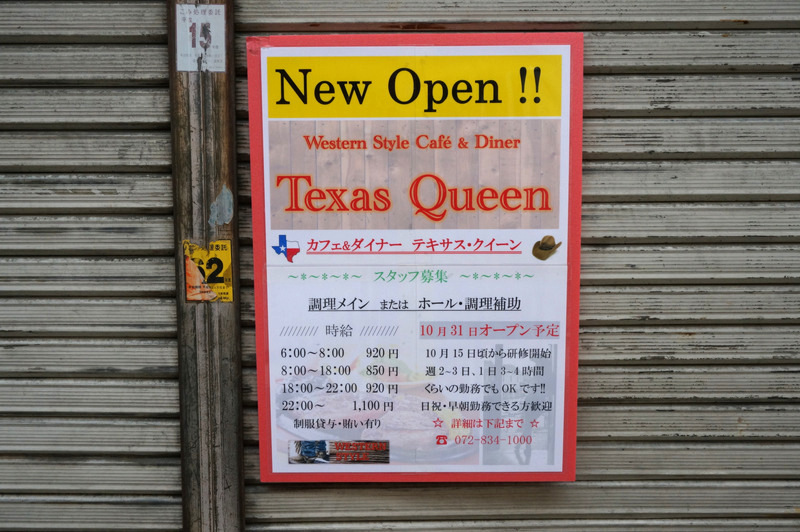 15
New Open !!
Western Style Café & Diner
Texas Queen
カフェ&ダイナー テキサス・クイーン
～*～*～*～ スタッフ募集 ～*～*～*～
調理メイン または ホール・調理補助
///////// 時給 /////////
6:00～8:00 920円
8:00～18:00 850円
18:00～22:00 920円
22:00～ 1,100円
制服貸与・賄い有り
10月31日オープン予定
10月15日頃から研修開始
週2~3日、1日3~4時間
くらいの勤務でもOKです!!
日祝・早朝勤務できる方歓迎
☆ 詳細は下記まで ☆
☎ 072-834-1000
62